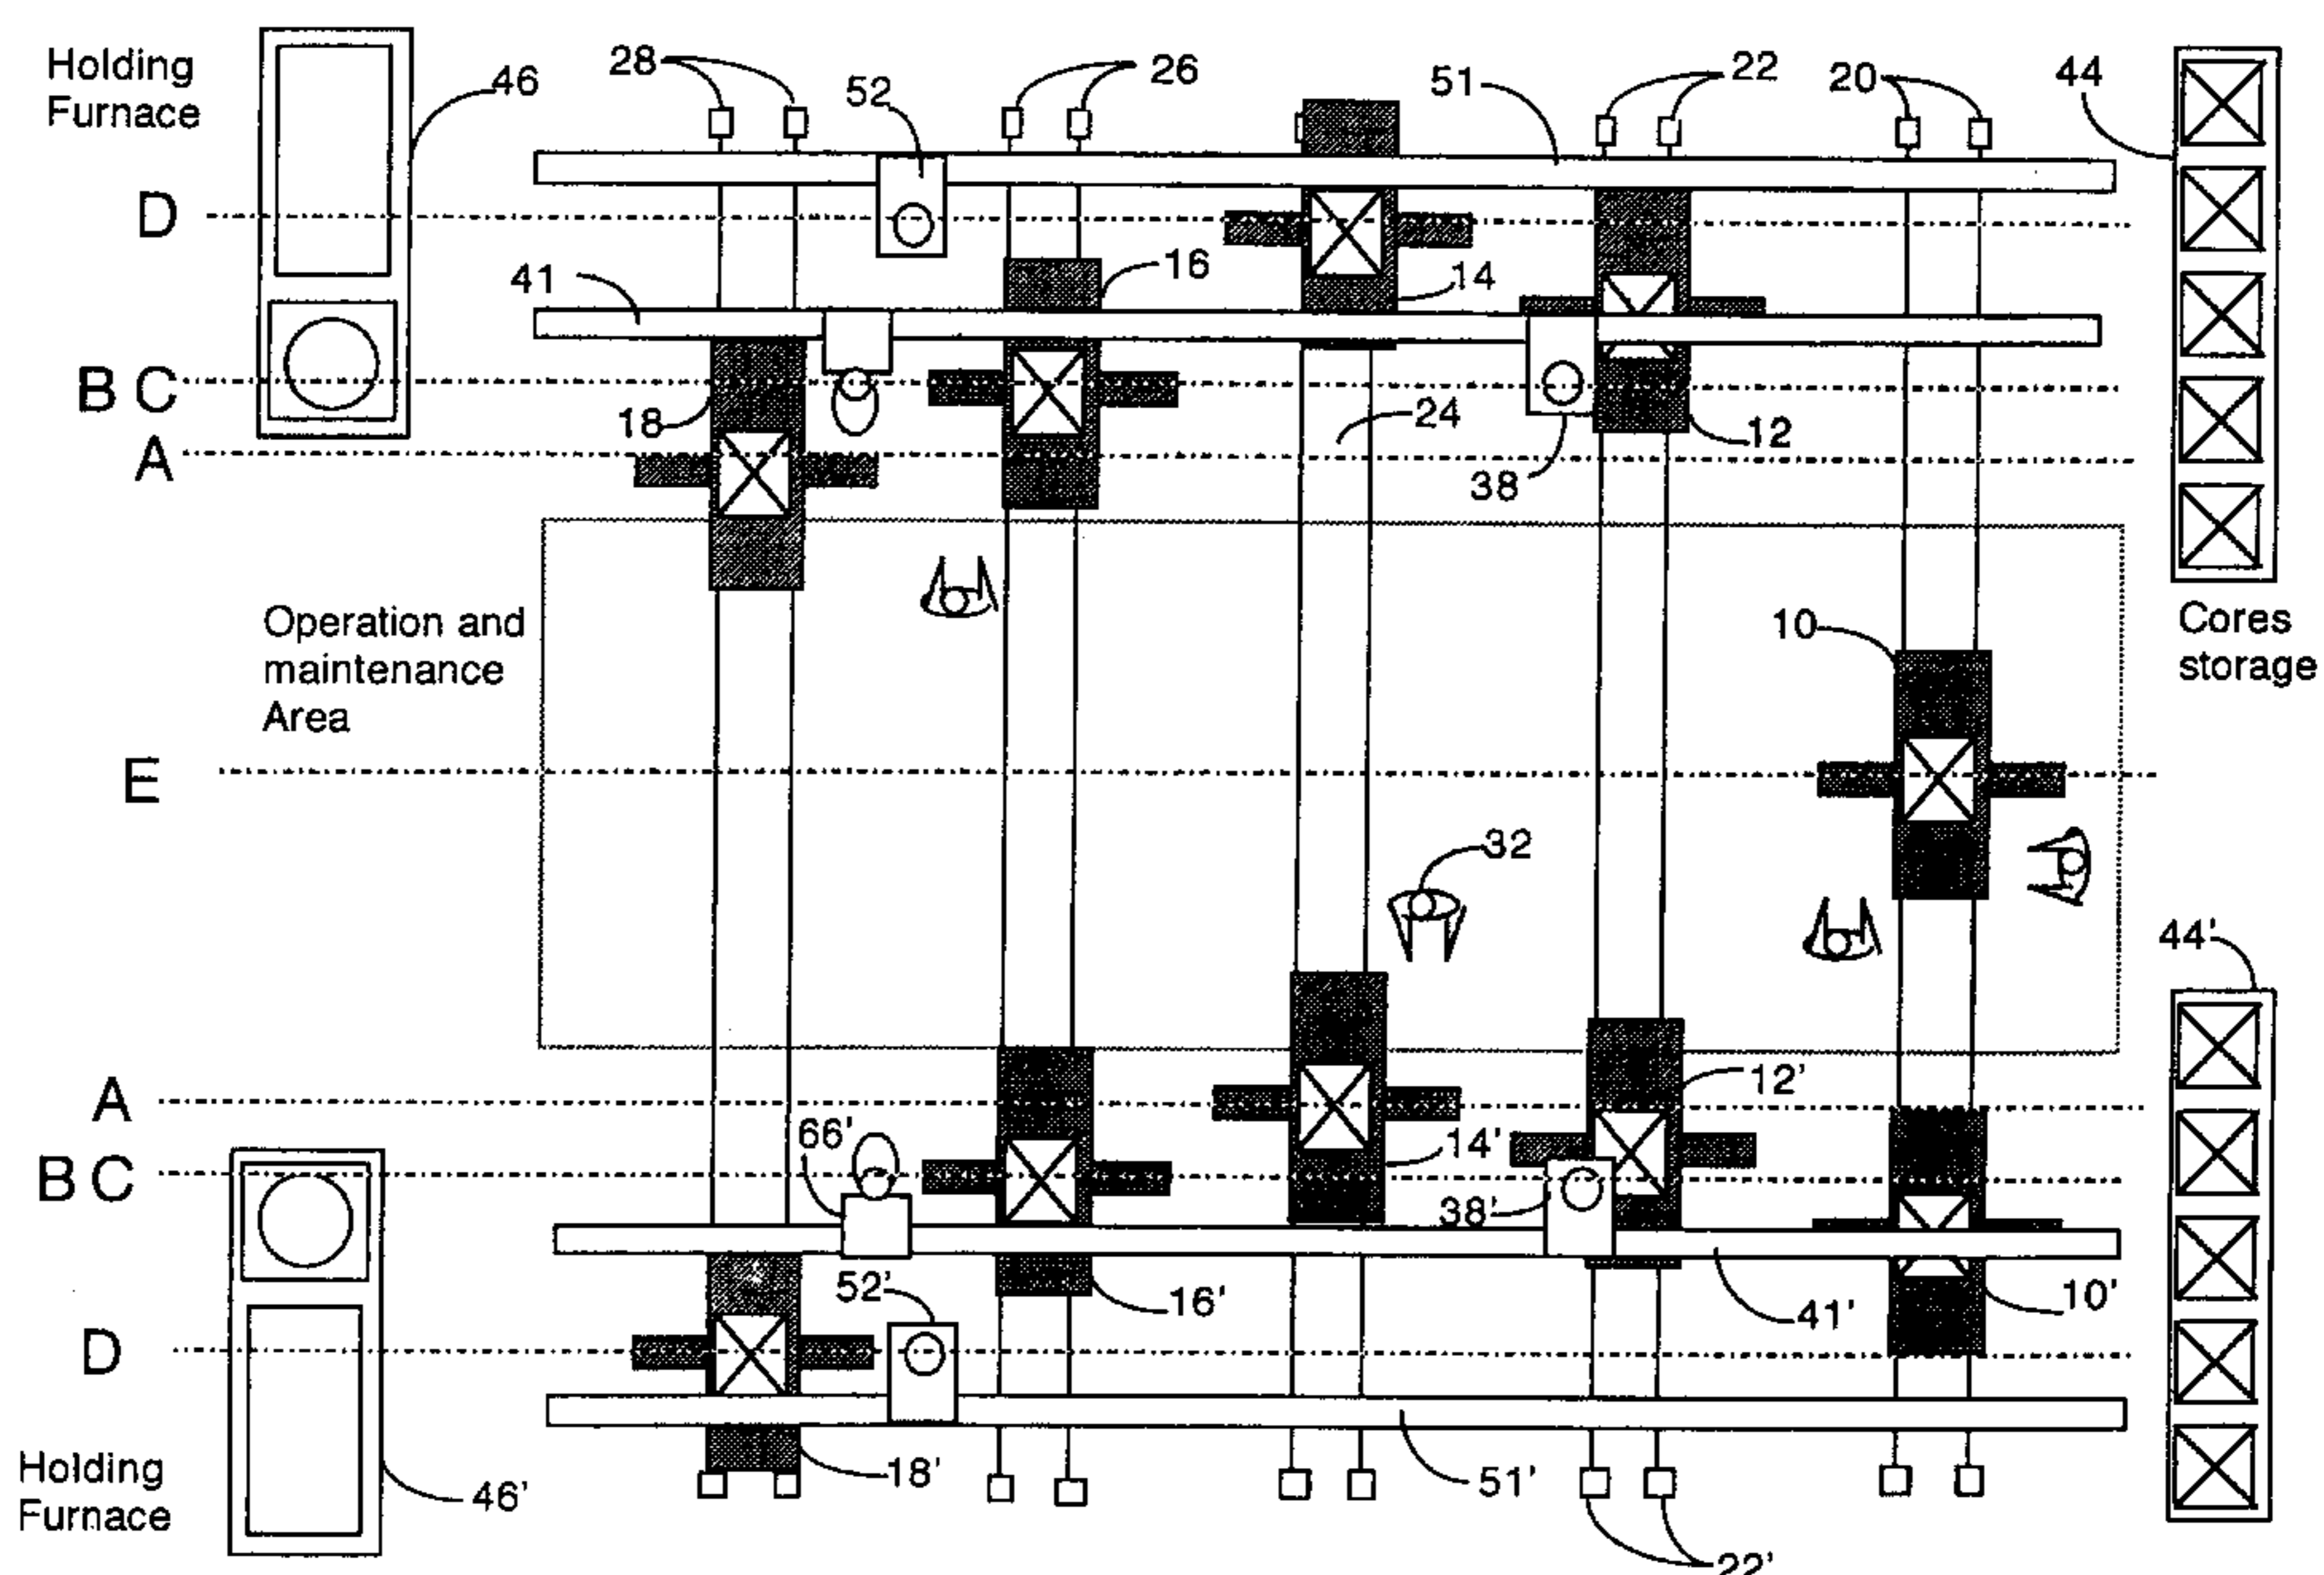 Holding
Furnace
46
28
52
26
51
22
20
44
D
41
16
14
B C
18
24
12
A
38
Operation and
maintenance
Area
10
Cores
storage
E
32
44'
A
12'
66'
14'
B C
38'
52'
16'
41'
10'
D
Holding
Furnace
46'
18'
51'
22'